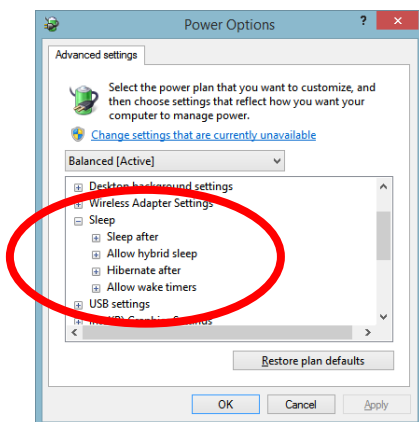 Power Options
?
×
Advanced settings
Select the power plan that you want to customize, and
then choose settings that reflect how you want your
computer to manage power.
Change settings that are currently unavailable
Balanced [Active]
Desktop background settings
Wireless Adapter Settings
Sleep
Sleep after
Allow hybrid sleep
Hibernate after
Allow wake timers
USB settings
Graphics Settings
Restore plan defaults
OK
Cancel
Apply